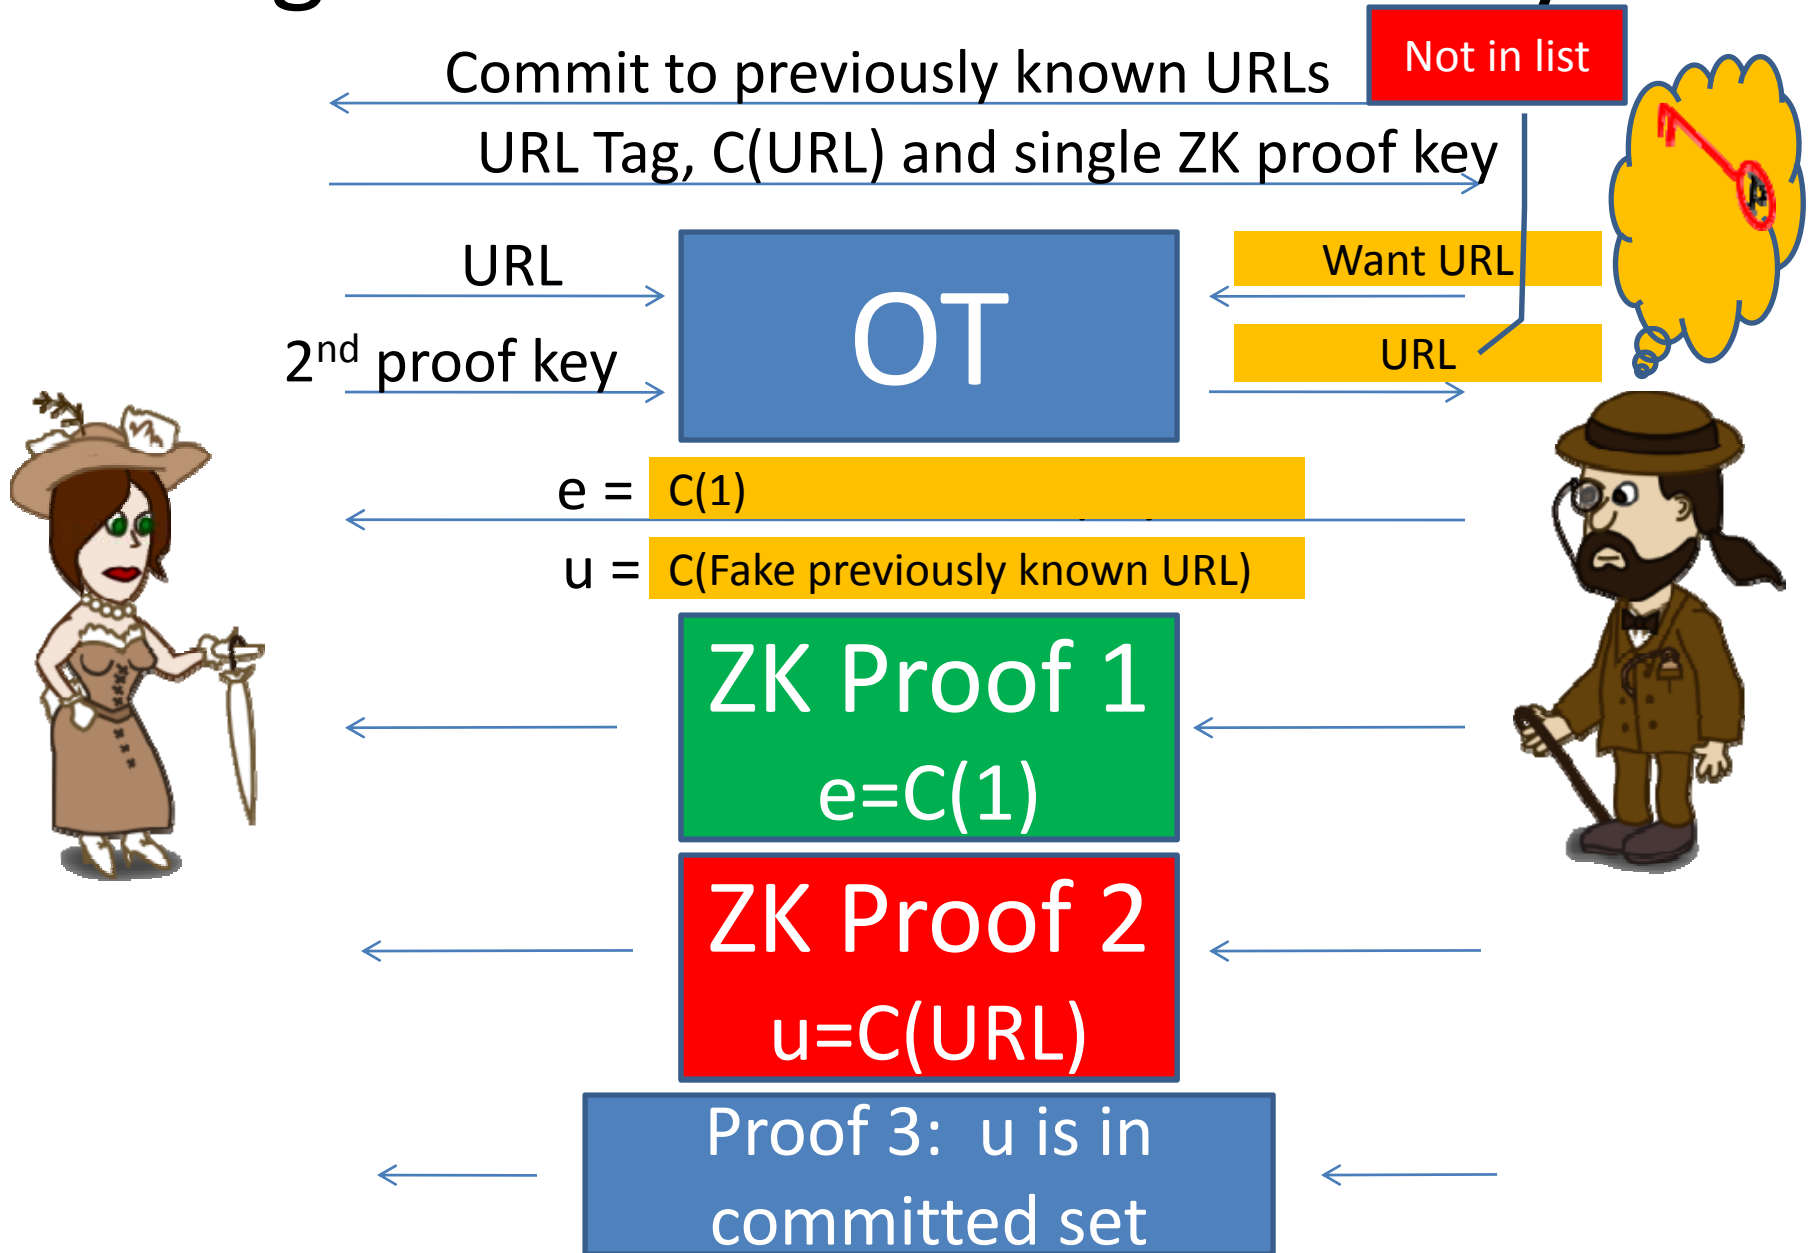 Not in list
Commit to previously known URLs
URL Tag, C(URL) and single ZK proof key
URL
Want URL
OT
2nd proof key
URL
e = C(1)
u = C(Fake previously known URL)
ZK Proof 1
e=C(1)
ZK Proof 2
u=C(URL)
Proof 3: u is in
committed set